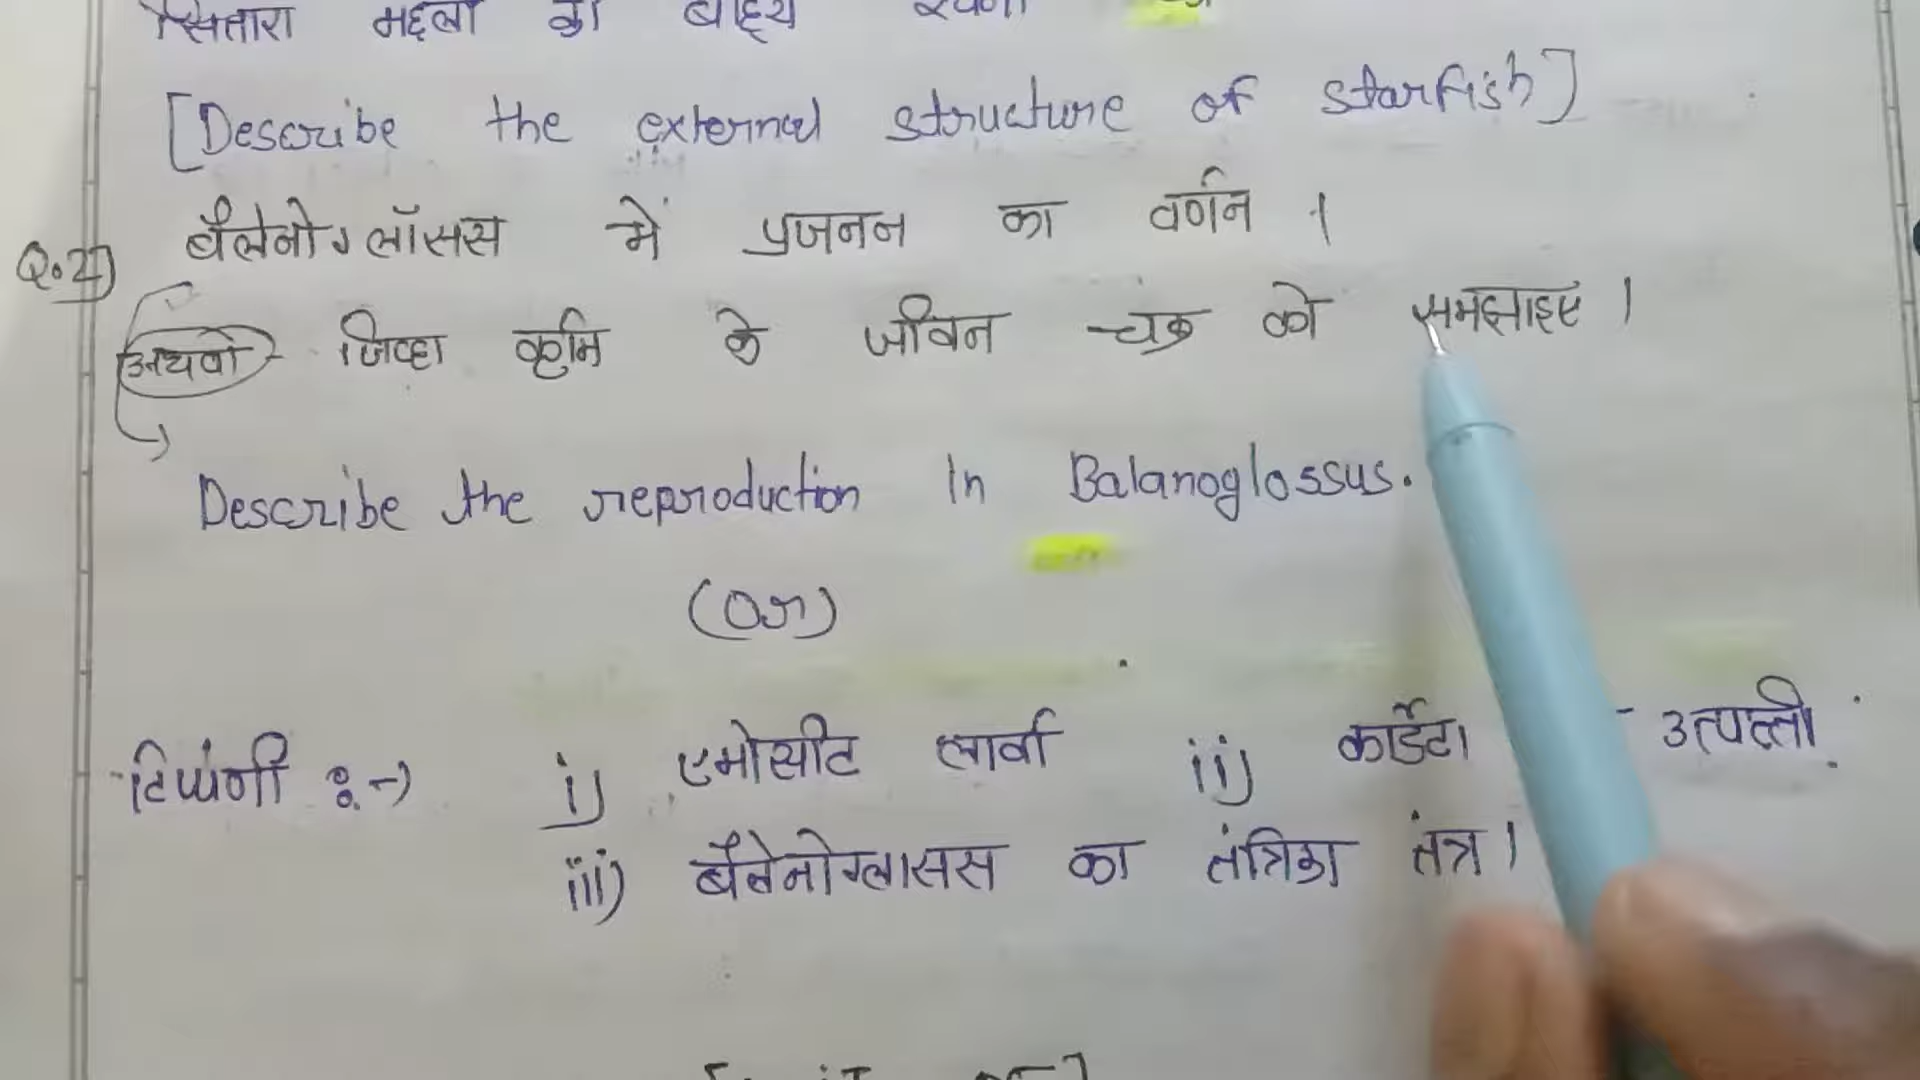 सितारा मछली का बाह्य
[Describe the external structure of starfish]
Q.2) बैलेनोग्लॉसस में प्रजनन का वर्णन ।
अथवा - जिव्हा कृमि के जीवन चक्र को समझाइए ।
Describe the reproduction In Balanoglossus.
(Or)
टिप्पणी :-> i) एमोसीट लार्वा ii) कार्डेटा - उत्पत्ती
iii) बैलेनोग्लासस का तंत्रिका तंत्र ।